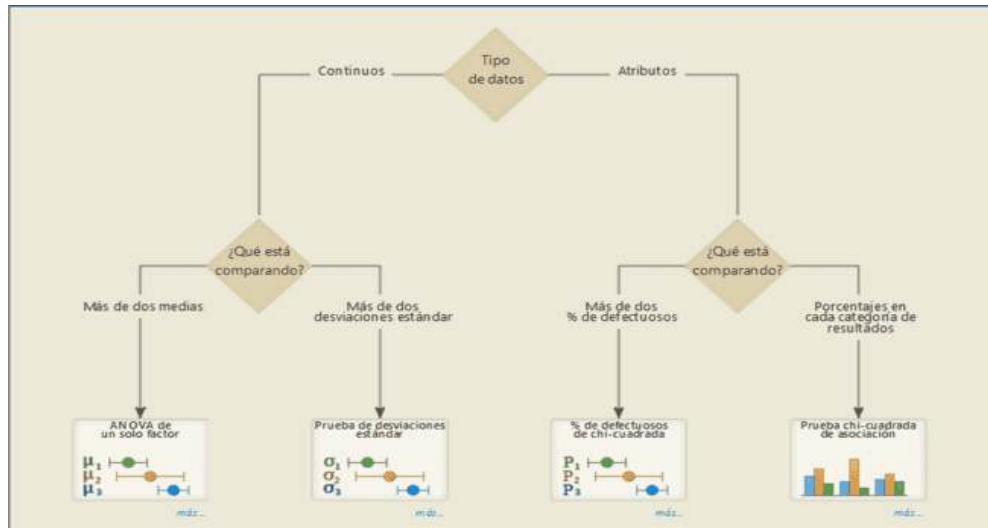 Tipo
de datos
Continuos
Atributos
¿Qué está
comparando?
¿Qué está
comparando?
Más de dos medias
Más de dos
desviaciones estándar
Más de dos
% de defectuosos
Porcentajes en
cada categoría de
resultados
ANOVA de
un solo factor
μ1
μ2
μ3
más...
Prueba de desviaciones
estándar
σ1
σ2
σ3
más...
% de defectuosos
de chi-cuadrada
P1
P2
P3
más...
Prueba chi-cuadrada
de asociación
más...